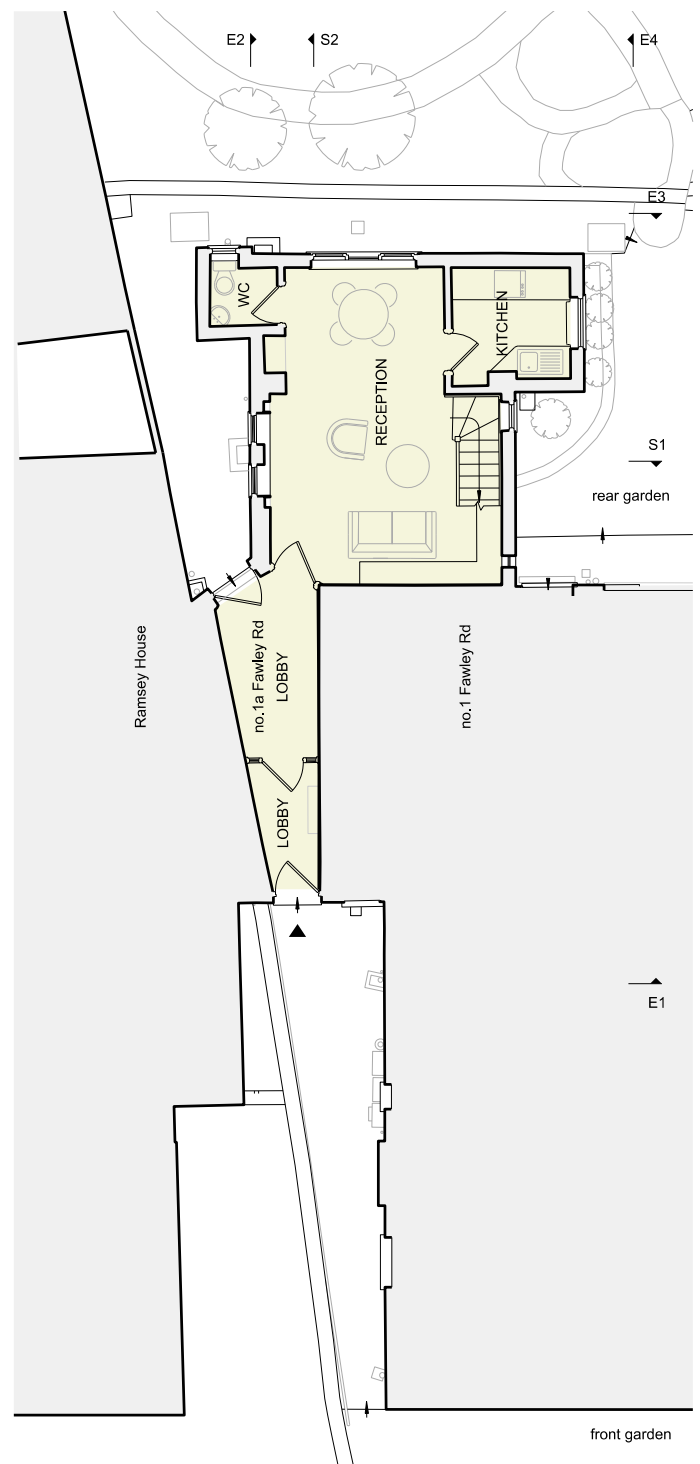 E2
S2
E4
E3
WC
KITCHEN
RECEPTION
S1
rear garden
Ramsey House
no.1a Fawley Rd
LOBBY
no.1 Fawley Rd
LOBBY
E1
front garden